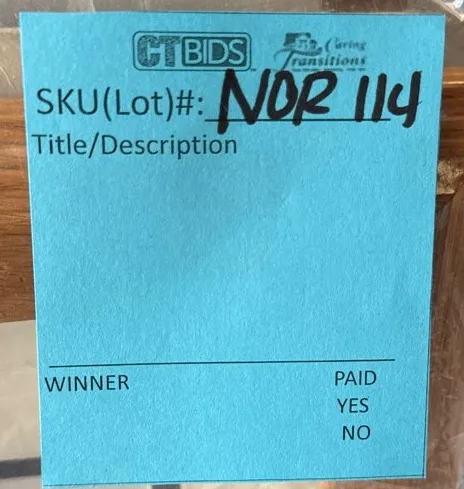 CTBIDS
Caring
Transitions
SKU(Lot)#: NOR 114
Title/Description
WINNER PAID
YES
NO